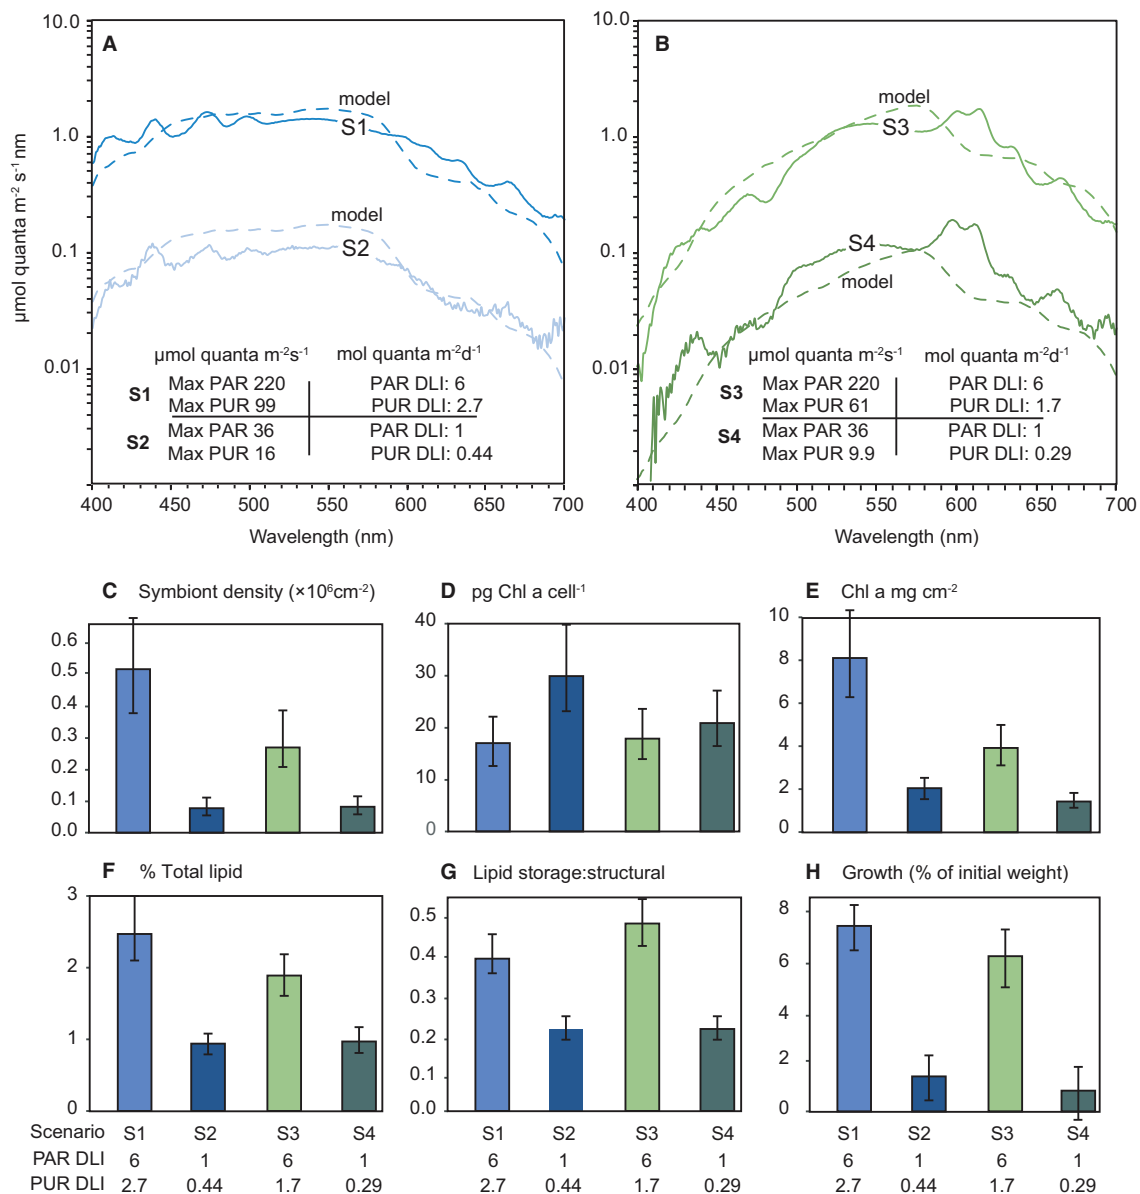 A
B
10.0
1.0
0.1
0.01
µmol quanta m⁻² s⁻¹ nm
model
S1
model
S2
µmol quanta m⁻²s⁻¹
mol quanta m⁻²d⁻¹
S1
Max PAR 220
PAR DLI: 6
Max PUR 99
PUR DLI: 2.7
S2
Max PAR 36
PAR DLI: 1
Max PUR 16
PUR DLI: 0.44
400 450 500 550 600 650 700
Wavelength (nm)
10.0
1.0
0.1
0.01
model
S3
S4
model
µmol quanta m⁻²s⁻¹
mol quanta m⁻²d⁻¹
S3
Max PAR 220
PAR DLI: 6
Max PUR 61
PUR DLI: 1.7
S4
Max PAR 36
PAR DLI: 1
Max PUR 9.9
PUR DLI: 0.29
400 450 500 550 600 650 700
Wavelength (nm)
C Symbiont density (×10⁶cm⁻²)
0.6
0.5
0.4
0.3
0.2
0.1
0.0
D pg Chl a cell⁻¹
40
30
20
10
0
E Chl a mg cm⁻²
10
8
6
4
2
0
F % Total lipid
3
2
1
0
G Lipid storage:structural
0.5
0.4
0.3
0.2
0.1
0.0
H Growth (% of initial weight)
8
6
4
2
0
Scenario S1 S2 S3 S4 S1 S2 S3 S4 S1 S2 S3 S4
PAR DLI 6 1 6 1 6 1 6 1 6 1 6 1
PUR DLI 2.7 0.44 1.7 0.29 2.7 0.44 1.7 0.29 2.7 0.44 1.7 0.29